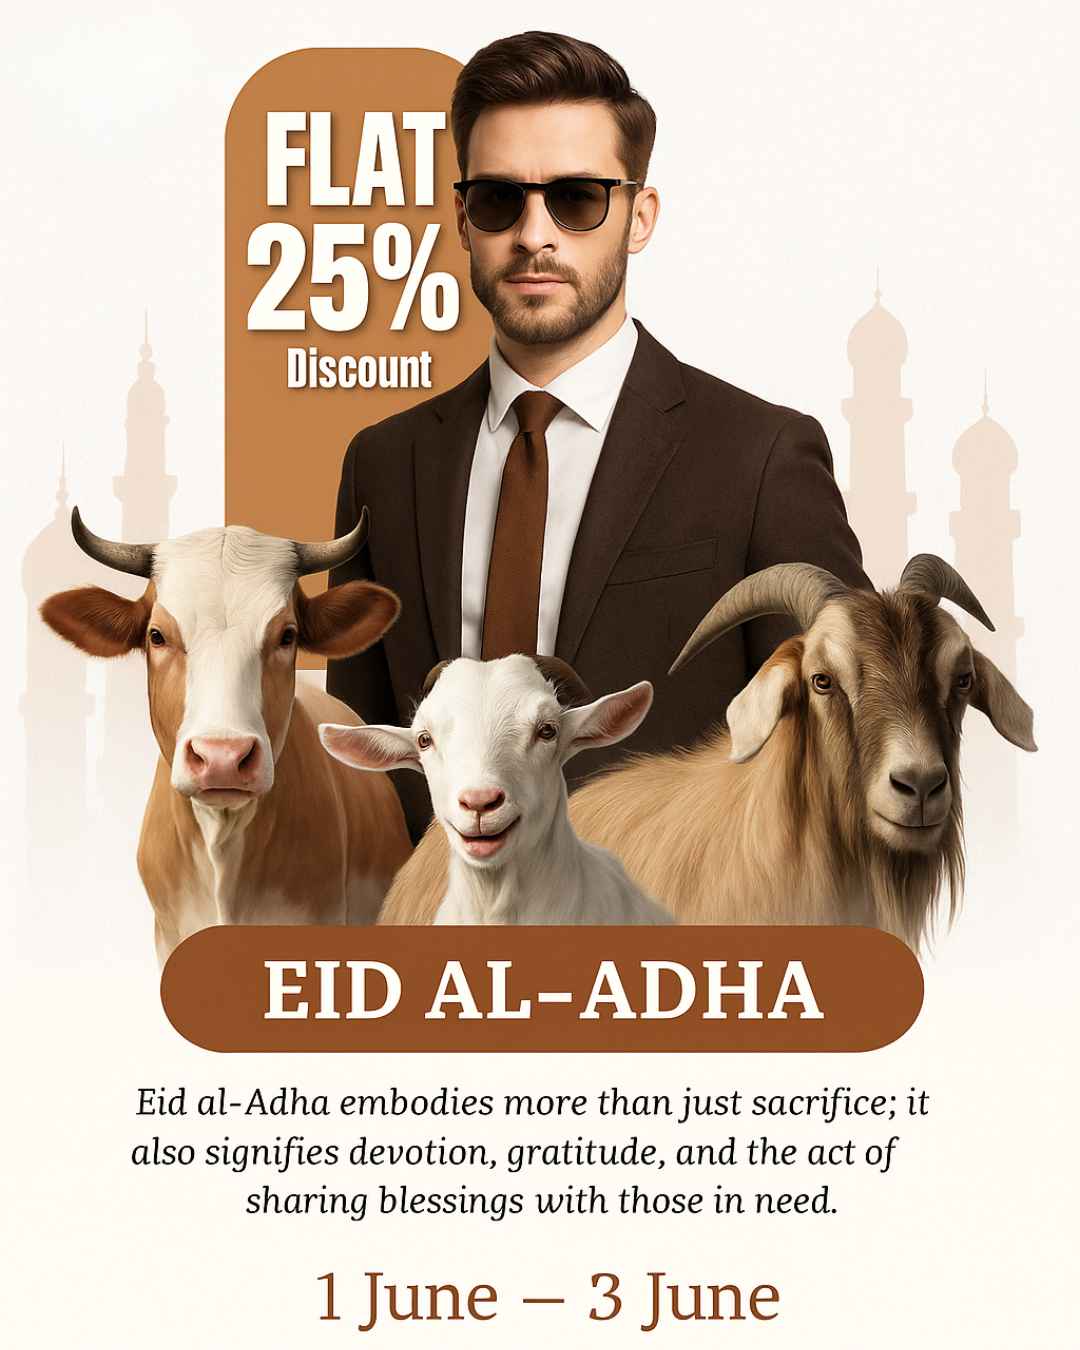 FLAT
25%
Discount
EID AL-ADHA
Eid al-Adha embodies more than just sacrifice; it
also signifies devotion, gratitude, and the act of
sharing blessings with those in need.
1 June – 3 June